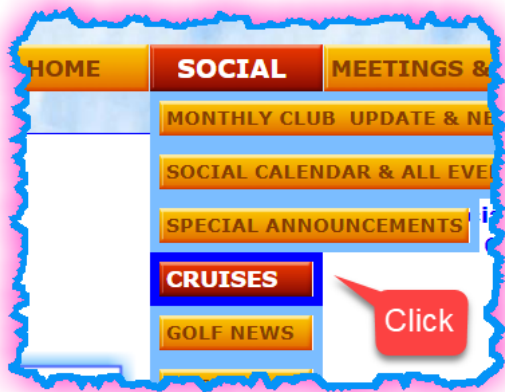 HOME SOCIAL MEETINGS &
MONTHLY CLUB UPDATE & NE
SOCIAL CALENDAR & ALL EVE
SPECIAL ANNOUNCEMENTS
CRUISES
Click
GOLF NEWS